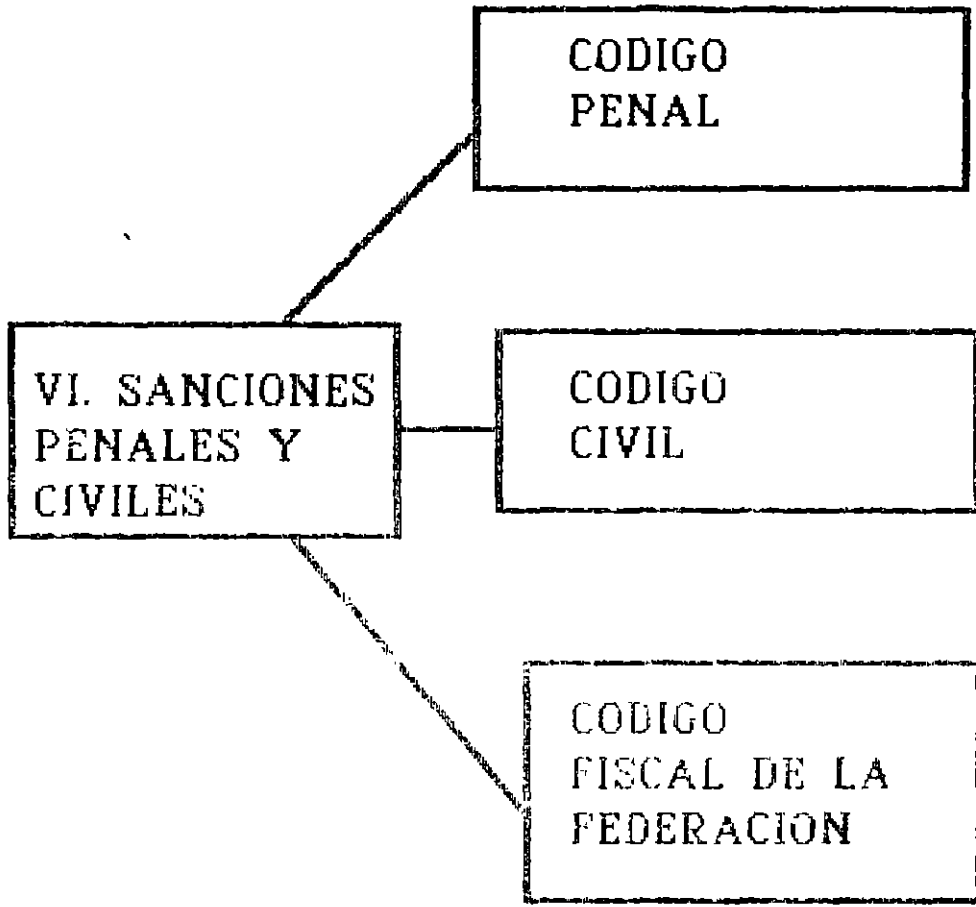 CODIGO
PENAL
VI. SANCIONES
PENALES Y
CIVILES
CODIGO
CIVIL
CODIGO
FISCAL DE LA
FEDERACION